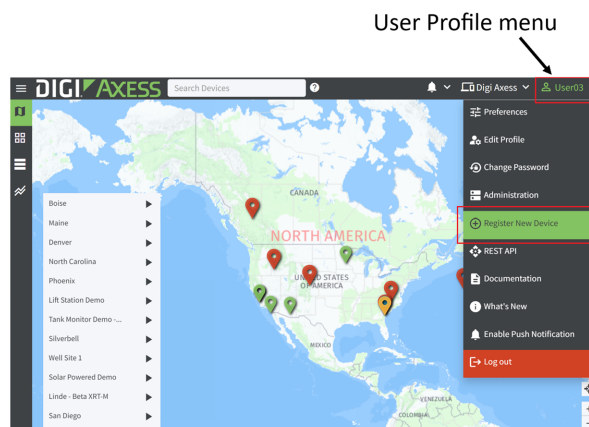 User Profile menu
DIGI AXESS
Search Devices
?
Digi Axess
User03
Preferences
Edit Profile
Change Password
Administration
Register New Device
REST API
Documentation
What's New
Enable Push Notification
Log out
Boise
Maine
Denver
North Carolina
Phoenix
Lift Station Demo
Tank Monitor Demo -...
Silverbell
Well Site 1
Solar Powered Demo
Linde - Beta XRT-M
San Diego
CANADA
NORTH AMERICA
UNITED STATES
OF AMERICA
MEXICO
VENEZUELA
COLOMBIA